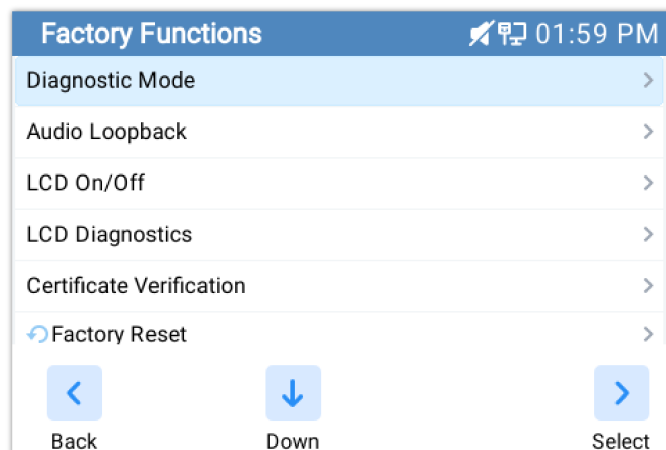 Factory Functions 01:59 PM
Diagnostic Mode
Audio Loopback
LCD On/Off
LCD Diagnostics
Certificate Verification
Factory Reset
Back Down Select